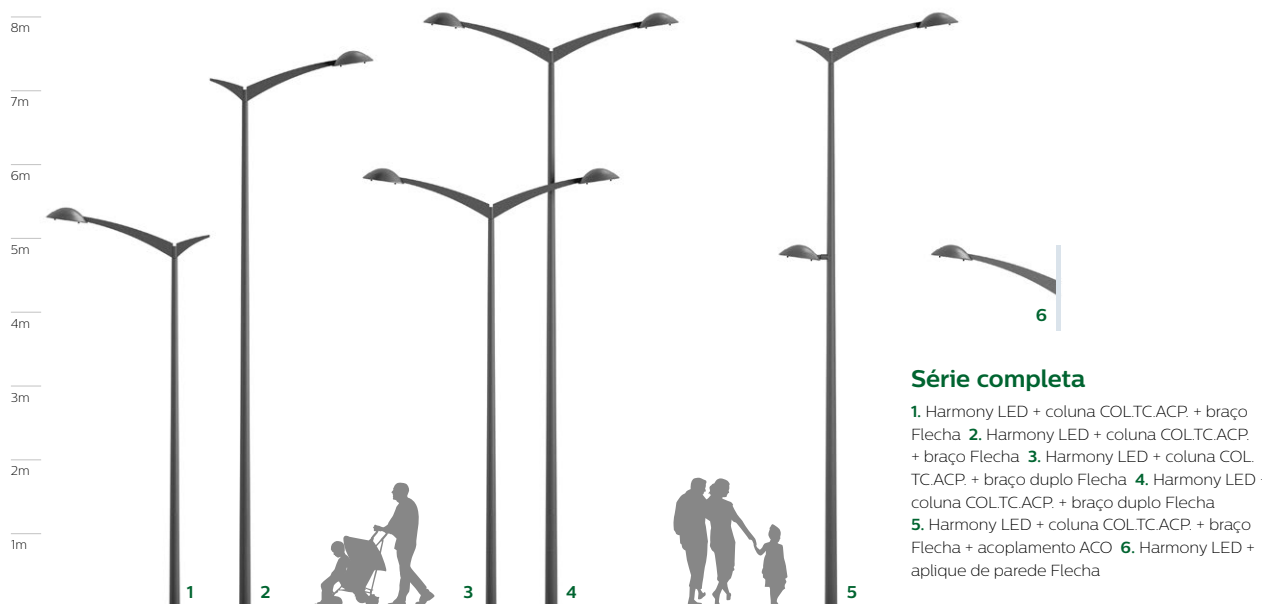 8m
7m
6m
5m
4m
3m
2m
1m
1
2
3
4
5
6
Série completa
1. Harmony LED + coluna COL.TC.ACP. + braço
Flecha 2. Harmony LED + coluna COL.TC.ACP.
+ braço Flecha 3. Harmony LED + coluna COL.
TC.ACP. + braço duplo Flecha 4. Harmony LED +
coluna COL.TC.ACP. + braço duplo Flecha
5. Harmony LED + coluna COL.TC.ACP. + braço
Flecha + acoplamento ACO 6. Harmony LED +
aplique de parede Flecha